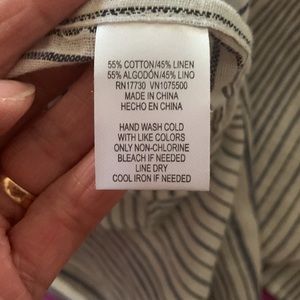 55% COTTON/45% LINEN
55% ALGODÓN/45% LINO
RN17730 VN1075500
MADE IN CHINA
HECHO EN CHINA
HAND WASH COLD
WITH LIKE COLORS
ONLY NON-CHLORINE
BLEACH IF NEEDED
LINE DRY
COOL IRON IF NEEDED